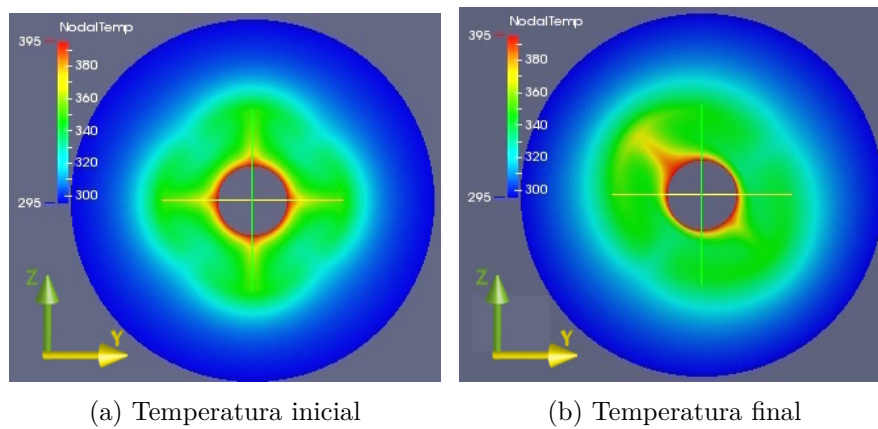 NodalTemp
395
380
360
340
320
300
295
Z
Y
(a) Temperatura inicial
NodalTemp
395
380
360
340
320
300
295
Z
Y
(b) Temperatura final